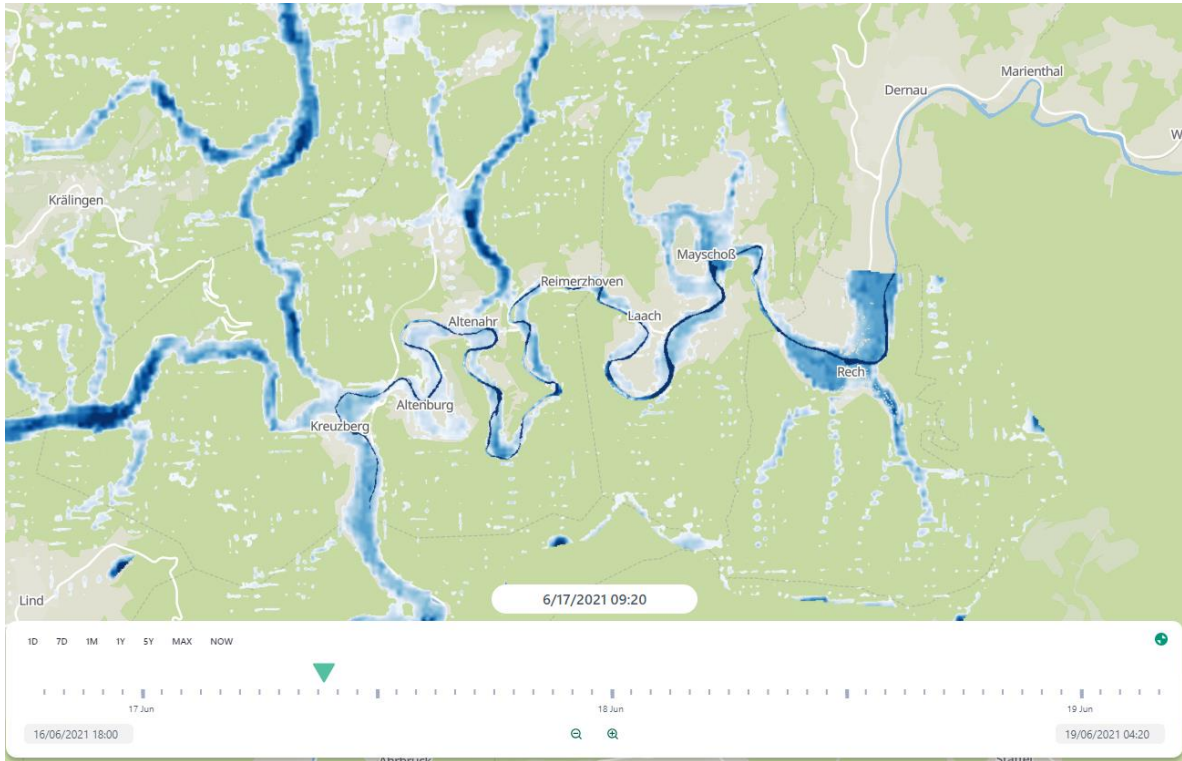 Marienthal
Dernau
W
Krälingen
Mayschoß
Reimerzhoven
Laach
Altenahr
Rech
Altenburg
Kreuzberg
6/17/2021 09:20
Lind
1D 7D 1M 1Y 5Y MAX NOW
17 Jun 18 Jun 19 Jun
16/06/2021 18:00 19/06/2021 04:20